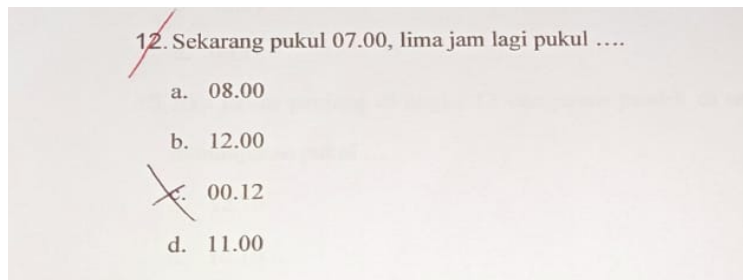 12. Sekarang pukul 07.00, lima jam lagi pukul ....
a. 08.00
b. 12.00
c. 00.12
d. 11.00